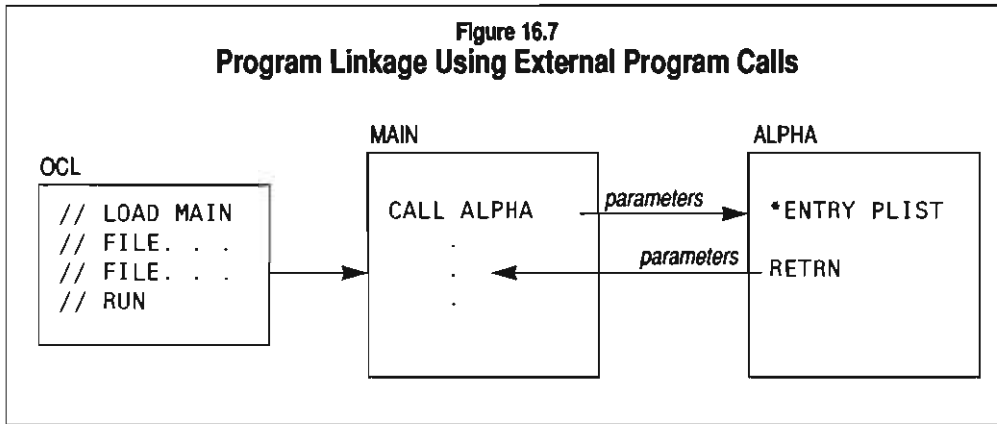 Figure 16.7
Program Linkage Using External Program Calls
OCL
// LOAD MAIN
// FILE. . .
// FILE. . .
// RUN
MAIN
CALL ALPHA
.
.
.
parameters
parameters
ALPHA
*ENTRY PLIST
RETRN